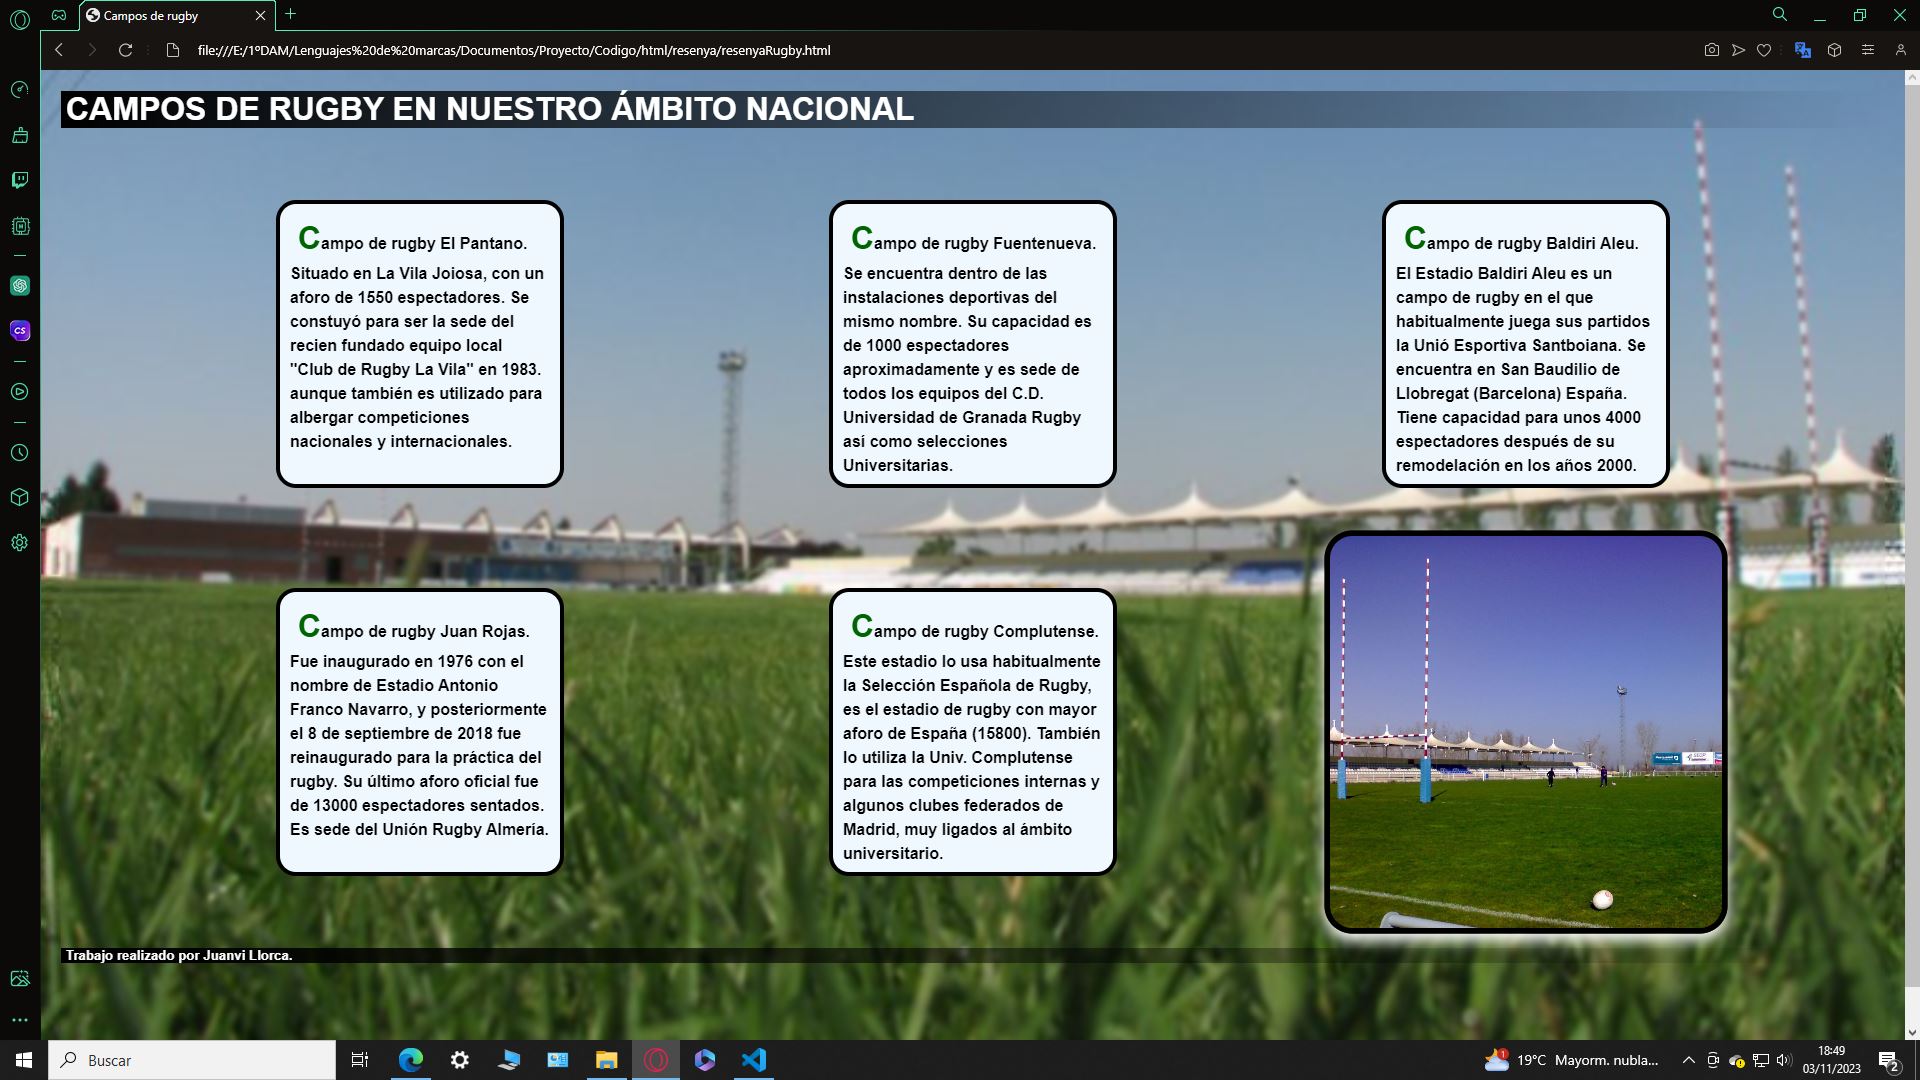 Campos de rugby
file:///E:/1ºDAM/Lenguajes%20de%20marcas/Documentos/Proyecto/Codigo/html/resenya/resenyaRugby.html
CAMPOS DE RUGBY EN NUESTRO ÁMBITO NACIONAL
Campo de rugby El Pantano.
Situado en La Vila Joiosa, con un
aforo de 1550 espectadores. Se
constuyó para ser la sede del
recien fundado equipo local
"Club de Rugby La Vila" en 1983.
aunque también es utilizado para
albergar competiciones
nacionales y internacionales.
Campo de rugby Fuentenueva.
Se encuentra dentro de las
instalaciones deportivas del
mismo nombre. Su capacidad es
de 1000 espectadores
aproximadamente y es sede de
todos los equipos del C.D.
Universidad de Granada Rugby
así como selecciones
Universitarias.
Campo de rugby Baldiri Aleu.
El Estadio Baldiri Aleu es un
campo de rugby en el que
habitualmente juega sus partidos
la Unió Esportiva Santboiana. Se
encuentra en San Baudilio de
Llobregat (Barcelona) España.
Tiene capacidad para unos 4000
espectadores después de su
remodelación en los años 2000.
Campo de rugby Juan Rojas.
Fue inaugurado en 1976 con el
nombre de Estadio Antonio
Franco Navarro, y posteriormente
el 8 de septiembre de 2018 fue
reinaugurado para la práctica del
rugby. Su último aforo oficial fue
de 13000 espectadores sentados.
Es sede del Unión Rugby Almería.
Campo de rugby Complutense.
Este estadio lo usa habitualmente
la Selección Española de Rugby,
es el estadio de rugby con mayor
aforo de España (15800). También
lo utiliza la Univ. Complutense
para las competiciones internas y
algunos clubes federados de
Madrid, muy ligados al ámbito
universitario.
Trabajo realizado por Juanvi Llorca.
CS
Buscar
1
19°C Mayorm. nubla...
18:49
03/11/2023
2